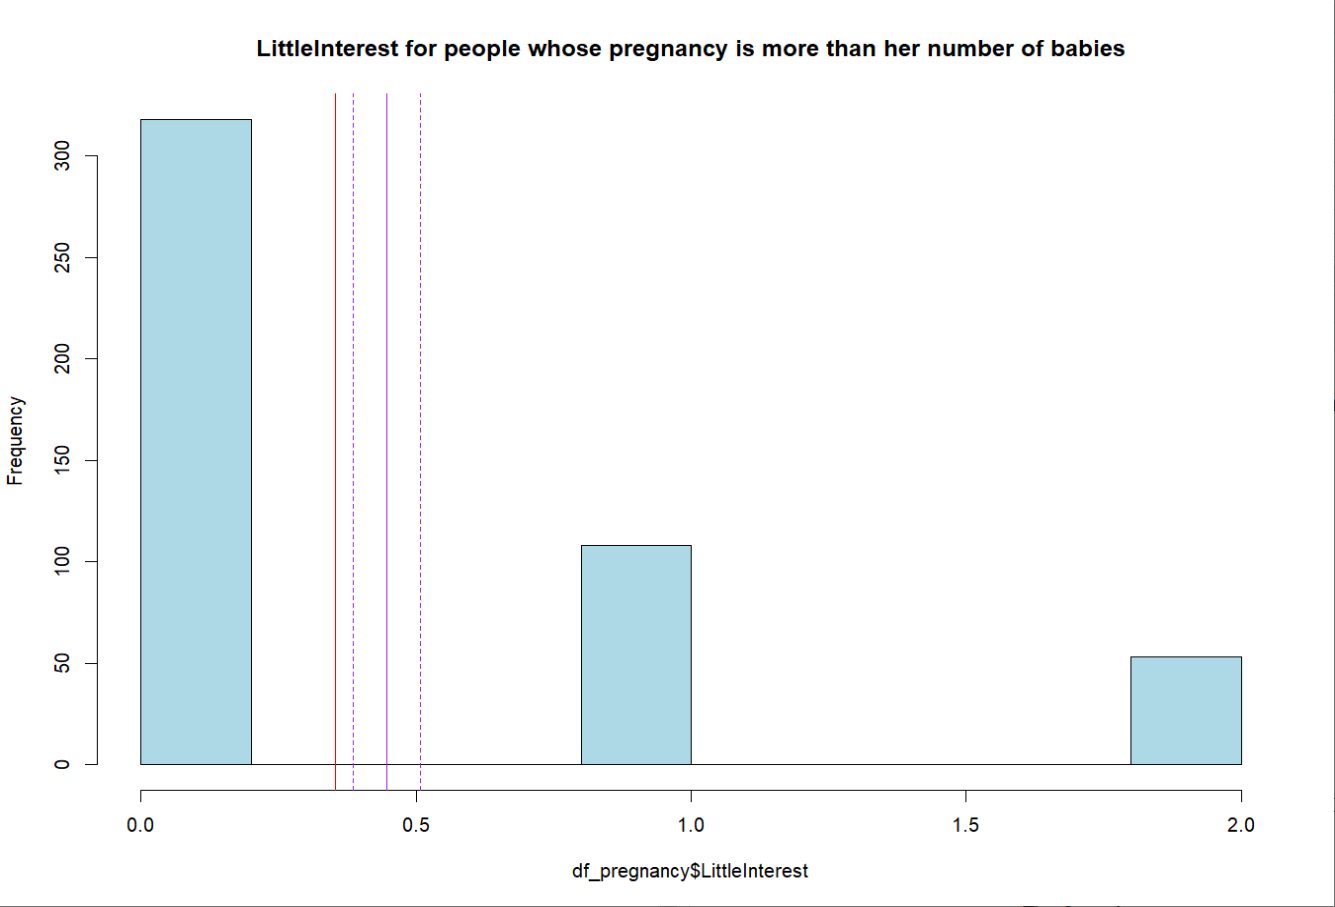 LittleInterest for people whose pregnancy is more than her number of babies
Frequency
300
250
200
150
100
50
0
0.0 0.5 1.0 1.5 2.0
df_pregnancy$LittleInterest